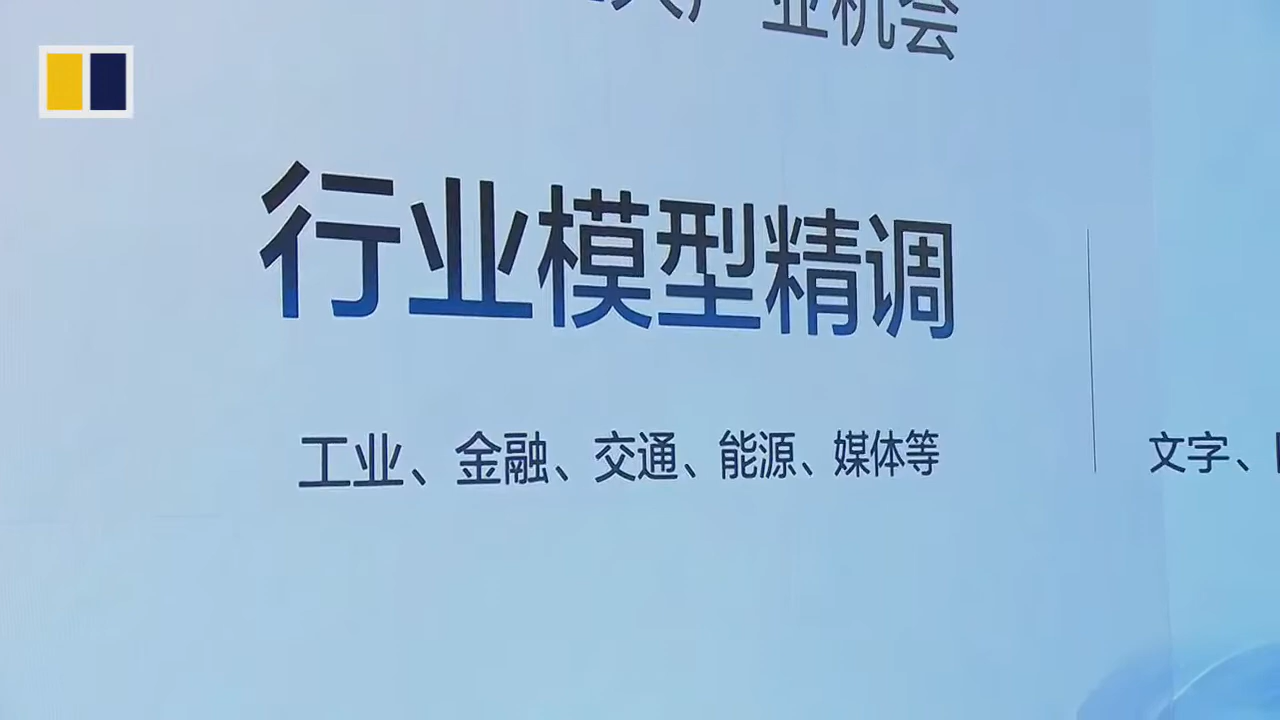 产业机会
行业模型精调
工业、金融、交通、能源、媒体等
文字、